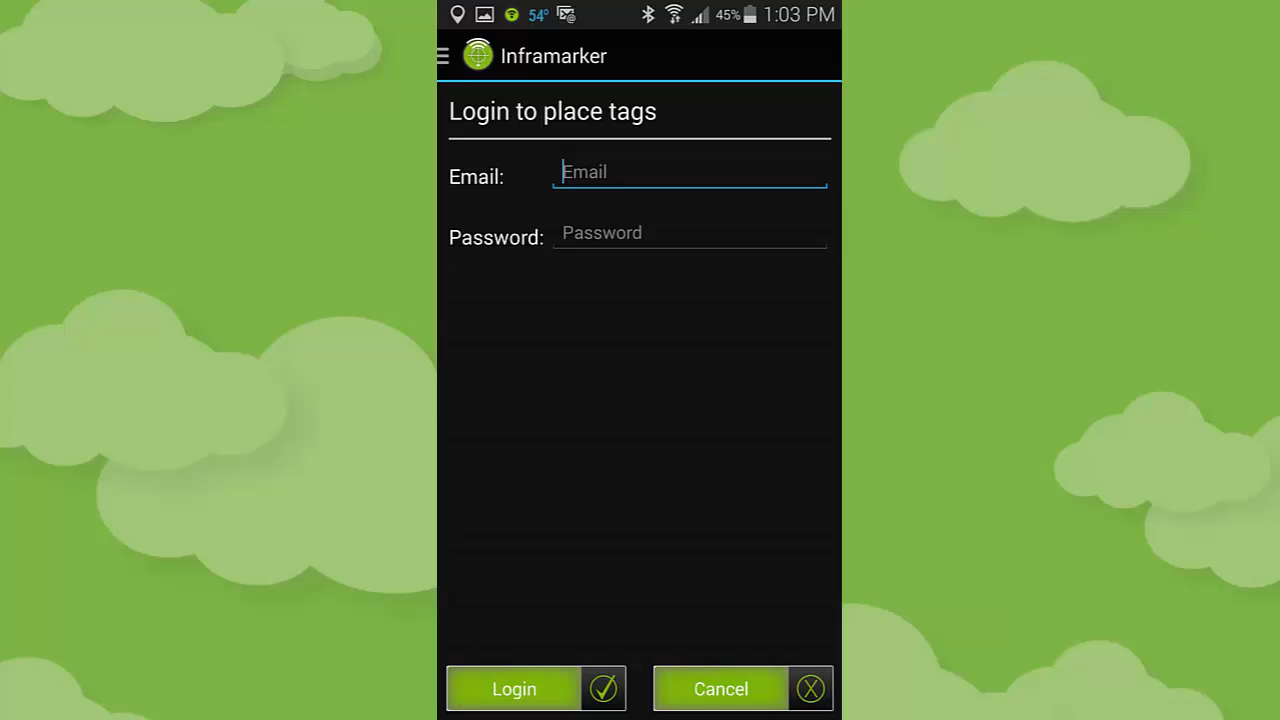 54° 45% 1:03 PM
Inframarker
Login to place tags
Email: Email
Password: Password
Login Cancel